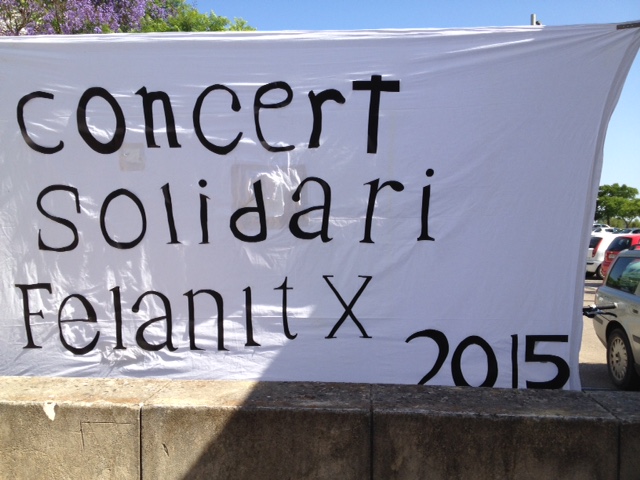 concert
solidari
FelanitX
2015